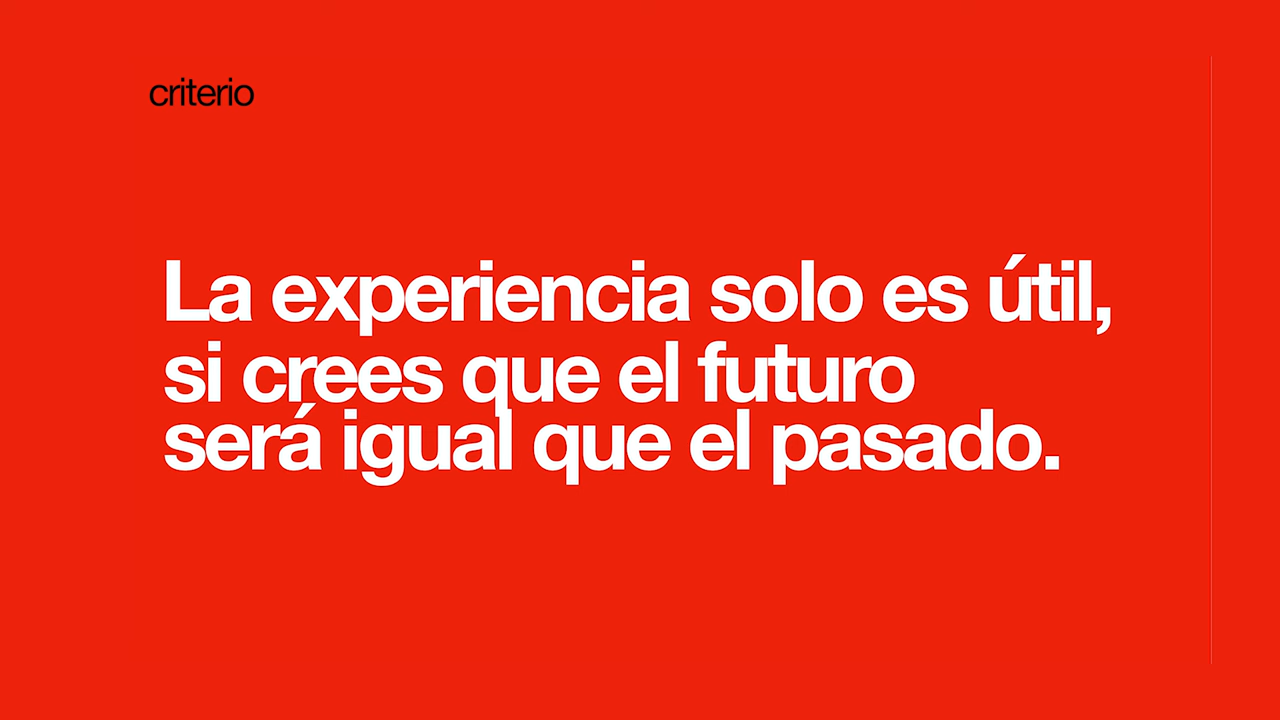 criterio
La experiencia solo es útil,
si crees que el futuro
será igual que el pasado.